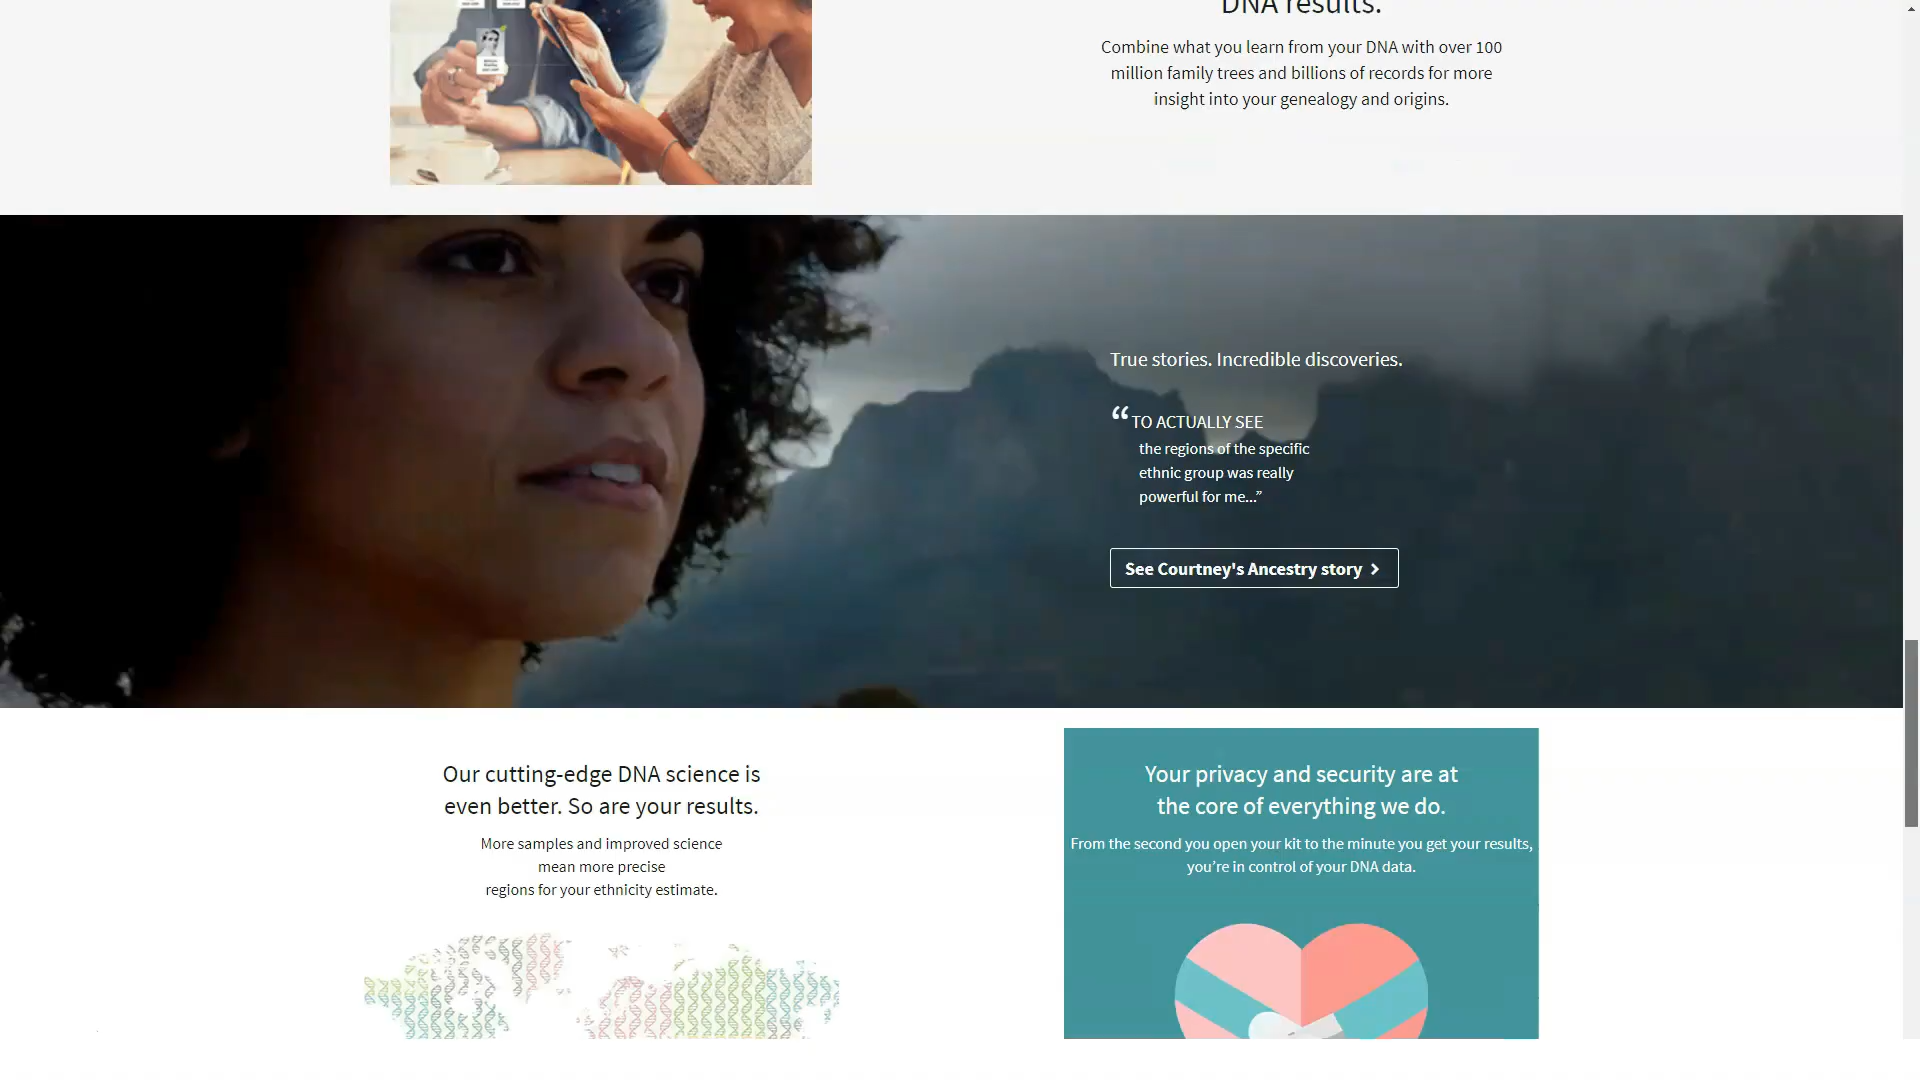 DNA results.
Combine what you learn from your DNA with over 100
million family trees and billions of records for more
insight into your genealogy and origins.
True stories. Incredible discoveries.
“TO ACTUALLY SEE
the regions of the specific
ethnic group was really
powerful for me...”
See Courtney's Ancestry story
Our cutting-edge DNA science is
even better. So are your results.
More samples and improved science
mean more precise
regions for your ethnicity estimate.
Your privacy and security are at
the core of everything we do.
From the second you open your kit to the minute you get your results,
you’re in control of your DNA data.